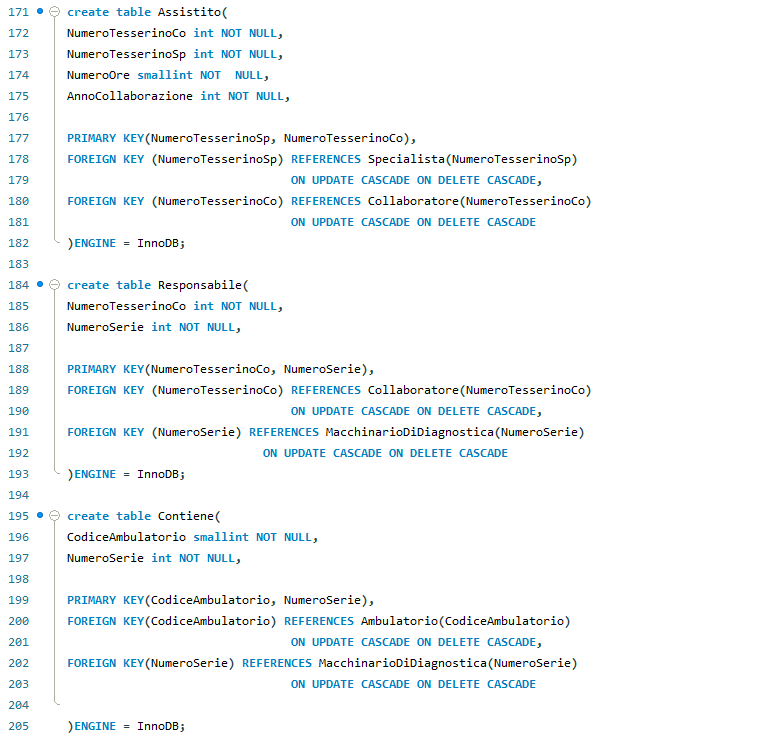 171 create table Assistito(
172 NumeroTesserinoCo int NOT NULL,
173 NumeroTesserinoSp int NOT NULL,
174 NumeroOre smallint NOT  NULL,
175 AnnoCollaborazione int NOT NULL,
176
177 PRIMARY KEY(NumeroTesserinoSp, NumeroTesserinoCo),
178 FOREIGN KEY (NumeroTesserinoSp) REFERENCES Specialista(NumeroTesserinoSp)
179 ON UPDATE CASCADE ON DELETE CASCADE,
180 FOREIGN KEY (NumeroTesserinoCo) REFERENCES Collaboratore(NumeroTesserinoCo)
181 ON UPDATE CASCADE ON DELETE CASCADE
182 )ENGINE = InnoDB;
183
184 create table Responsabile(
185 NumeroTesserinoCo int NOT NULL,
186 NumeroSerie int NOT NULL,
187
188 PRIMARY KEY(NumeroTesserinoCo, NumeroSerie),
189 FOREIGN KEY (NumeroTesserinoCo) REFERENCES Collaboratore(NumeroTesserinoCo)
190 ON UPDATE CASCADE ON DELETE CASCADE,
191 FOREIGN KEY (NumeroSerie) REFERENCES MacchinarioDiDiagnostica(NumeroSerie)
192 ON UPDATE CASCADE ON DELETE CASCADE
193 )ENGINE = InnoDB;
194
195 create table Contiene(
196 CodiceAmbulatorio smallint NOT NULL,
197 NumeroSerie int NOT NULL,
198
199 PRIMARY KEY(CodiceAmbulatorio, NumeroSerie),
200 FOREIGN KEY(CodiceAmbulatorio) REFERENCES Ambulatorio(CodiceAmbulatorio)
201 ON UPDATE CASCADE ON DELETE CASCADE,
202 FOREIGN KEY(NumeroSerie) REFERENCES MacchinarioDiDiagnostica(NumeroSerie)
203 ON UPDATE CASCADE ON DELETE CASCADE
204
205 )ENGINE = InnoDB;